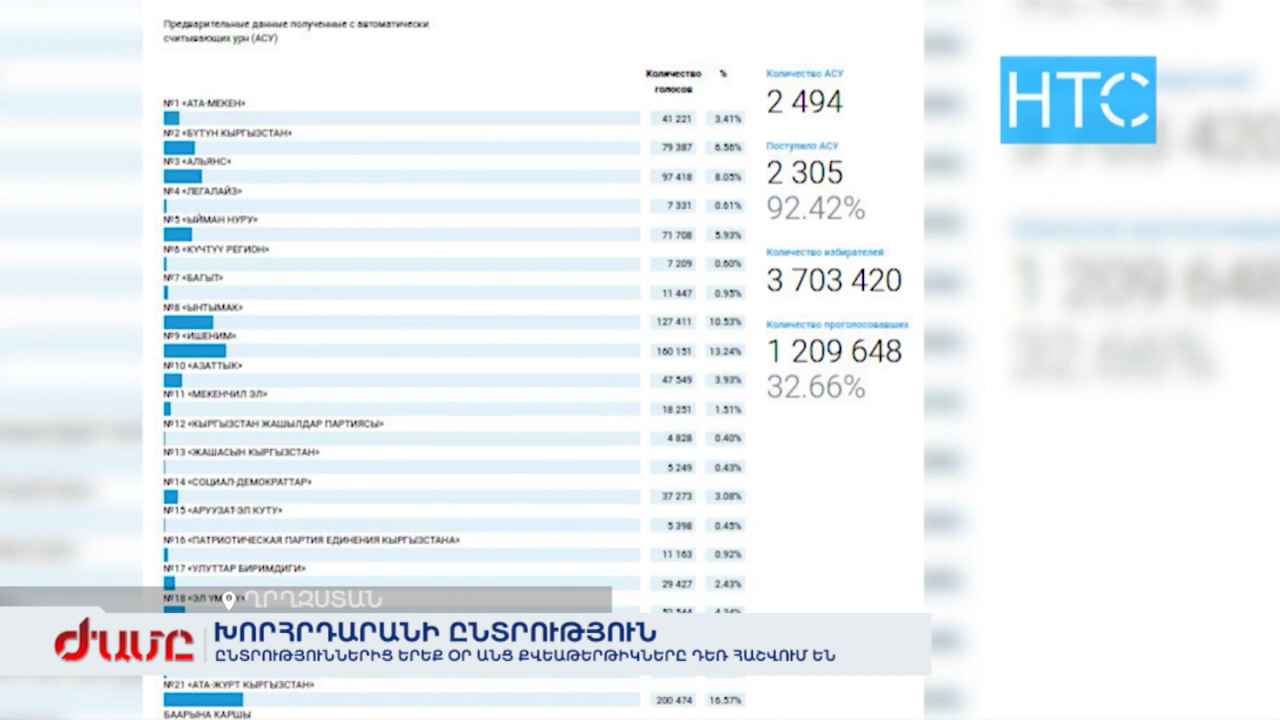 Предварительные данные полученные с автоматически
считывающих урн (АСУ)
Количество голосов %
№1 «АТА-МЕКЕН»
41 221 3.41%
№2 «БҮТҮН КЫРГЫЗСТАН»
79 387 6.56%
№3 «АЛЬЯНС»
97 418 8.05%
№4 «ЛЕГАЛАЙЗ»
7 331 0.61%
№5 «ЫЙМАН НУРУ»
71 708 5.93%
№6 «КҮЧТҮҮ РЕГИОН»
7 209 0.60%
№7 «БАГЫТ»
11 447 0.95%
№8 «ЫНТЫМАК»
127 411 10.53%
№9 «ИШЕНИМ»
160 151 13.24%
№10 «АЗАТТЫК»
47 549 3.93%
№11 «МЕКЕНЧИЛ ЭЛ»
18 251 1.51%
№12 «КЫРГЫЗСТАН ЖАШЫЛДАР ПАРТИЯСЫ»
4 828 0.40%
№13 «ЖАШАСЫН КЫРГЫЗСТАН»
5 249 0.43%
№14 «СОЦИАЛ-ДЕМОКРАТТАР»
37 273 3.08%
№15 «АРУУЗАТ-ЭЛ КУТУ»
5 398 0.45%
№16 «ПАТРИОТИЧЕСКАЯ ПАРТИЯ ЕДИНЕНИЯ КЫРГЫЗСТАНА»
11 163 0.92%
№17 «УЛУТТАР БИРИМДИГИ»
29 427 2.43%
№18 «ЭЛ
№21 «АТА-ЖУРТ КЫРГЫЗСТАН»
200 474 16.57%
БААРЫНА КАРШЫ
Количество АСУ
2 494
Поступило АСУ
2 305
92.42%
Количество избирателей
3 703 420
Количество проголосовавших
1 209 648
32.66%
НТС
ՂՐՂԶՍՏԱՆ
ԺԱՄԸ
ԽՈՐՀՐԴԱՐԱՆԻ ԸՆՏՐՈՒԹՅՈՒՆ
ԸՆՏՐՈՒԹՅՈՒՆՆԵՐԻՑ ԵՐԵՔ ՕՐ ԱՆՑ ՔՎԵԱԹԵՐԹԻԿՆԵՐԸ ԴԵՌ ՀԱՇՎՈՒՄ ԵՆ